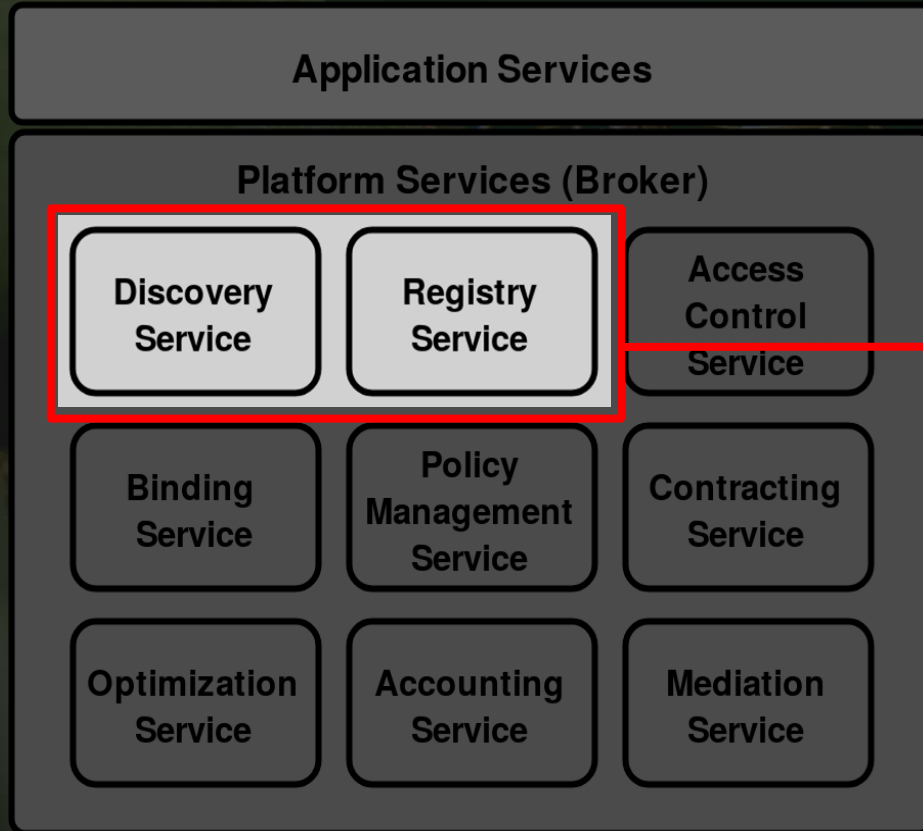 Application Services
Platform Services (Broker)
Discovery
Service
Registry
Service
Access
Control
Service
Binding
Service
Policy
Management
Service
Contracting
Service
Optimization
Service
Accounting
Service
Mediation
Service